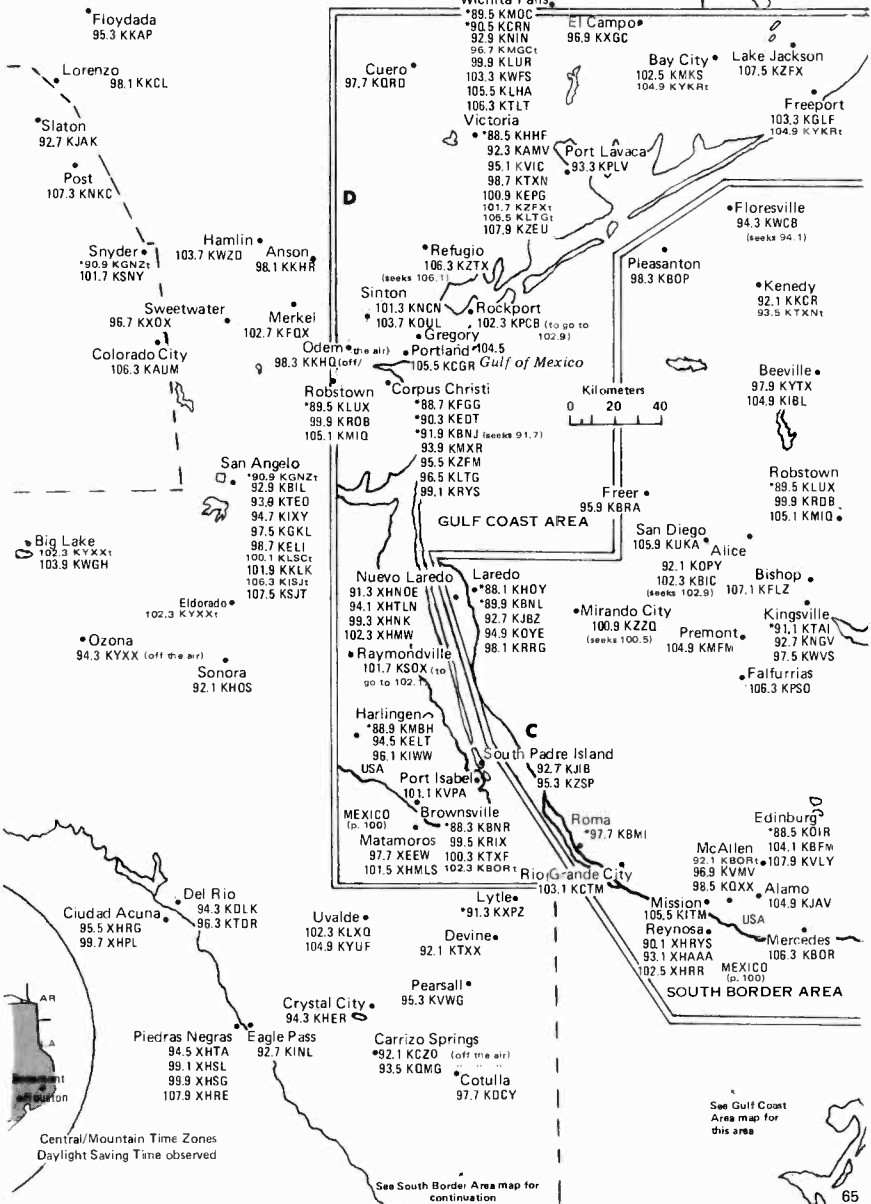 Floydada
95.3 KKAP
Lorenzo
98.1 KKCL
Slaton
92.7 KJAK
Post
107.3 KNKC
Snyder
*90.9 KGNZt
101.7 KSNY
Hamlin
103.7 KWZD
Anson
98.1 KKHR
Sweetwater
96.7 KXOX
Merkel
102.7 KFQX
Colorado City
106.3 KAUM
San Angelo
*90.9 KGNZt
92.9 KBIL
93.9 KTEO
94.7 KIXY
97.5 KGKL
98.7 KELI
100.1 KLSCt
101.9 KKLK
106.3 KISJt
107.5 KSJT
Big Lake
102.3 KYXXt
103.9 KWGH
Eldorado
102.3 KYXXt
Ozona
94.3 KYXX (off the air)
Sonora
92.1 KHOS
Wichita Falls
*89.5 KMOC
*90.5 KCRN
92.9 KNIN
96.7 KMGCt
99.9 KLUR
103.3 KWFS
105.5 KLHA
106.3 KTLT
El Campo
96.9 KXGC
Cuero
97.7 KQRO
Bay City
102.5 KMKS
104.9 KYKRt
Lake Jackson
107.5 KZFX
Freeport
103.3 KGLF
104.9 KYKRt
Victoria
*88.5 KHHF
92.3 KAMV
95.1 KVIC
98.7 KTXN
100.9 KEPG
101.7 KZFXt
105.5 KLTGt
107.9 KZEU
Port Lavaca
93.3 KPLV
D
Refugio
106.3 KZTX
(seeks 106.1)
Sinton
101.3 KNCN
103.7 KOUL
Rockport
102.3 KPCB (to go to
102.9)
Gregory
104.5
Odem
98.3 KKHQ (off/
the air)
Portland
105.5 KCGR
Gulf of Mexico
Robstown
*89.5 KLUX
99.9 KROB
105.1 KMIQ
Corpus Christi
*88.7 KFGG
*90.3 KEDT
*91.9 KBNJ (seeks 91.7)
93.9 KMXR
95.5 KZFM
96.5 KLTG
99.1 KRYS
Kilometers
0 20 40
GULF COAST AREA
Floresville
94.3 KWCB
(seeks 94.1)
Pleasanton
98.3 KBOP
Kenedy
92.1 KKCR
93.5 KTXNt
Beeville
97.9 KYTX
104.9 KIBL
Robstown
*89.5 KLUX
99.9 KROB
105.1 KMIQ
Freer
95.9 KBRA
San Diego
105.9 KUKA
Alice
92.1 KOPY
102.3 KBIC
(seeks 102.9)
Bishop
107.1 KFLZ
Kingsville
*91.1 KTAI
92.7 KNGV
97.5 KWVS
Premont
104.9 KMFM
Falfurrias
106.3 KPSO
Nuevo Laredo
91.3 XHNOE
94.1 XHTLN
99.3 XHNK
102.3 XHMW
Laredo
*88.1 KHOY
*89.9 KBNL
92.7 KJBZ
94.9 KOYE
98.1 KRRG
Mirando City
100.9 KZZQ
(seeks 100.5)
Raymondville
101.7 KSOX (to
go to 102.1)
Harlingen
*88.9 KMBH
94.5 KELT
96.1 KIWW
C
South Padre Island
92.7 KJIB
95.3 KZSP
USA
Port Isabel
101.1 KVPA
MEXICO
(p. 100)
Brownsville
*88.3 KBNR
99.5 KRIX
100.3 KTXF
102.3 KBORt
Matamoros
97.7 XEEW
101.5 XHMLS
Roma
*97.7 KBMI
Rio Grande City
103.1 KCTM
Edinburg
*88.5 KOIR
104.1 KBFM
107.9 KVLY
McAllen
92.1 KBORt
96.9 KVMV
98.5 KQXX
Alamo
104.9 KJAV
Mission
105.5 KITM
USA
Reynosa
90.1 XHRYS
93.1 XHAAA
102.5 XHRR
MEXICO
(p. 100)
Mercedes
106.3 KBOR
SOUTH BORDER AREA
Del Rio
94.3 KDLK
96.3 KTDR
Ciudad Acuna
95.5 XHRG
99.7 XHPL
Uvalde
102.3 KLXQ
104.9 KYUF
Lytle
*91.3 KXPZ
Devine
92.1 KTXX
Pearsall
95.3 KVWG
Crystal City
94.3 KHER
Piedras Negras
94.5 XHTA
99.1 XHSL
99.9 XHSG
107.9 XHRE
Eagle Pass
92.7 KINL
Carrizo Springs
92.1 KCZO (off the air)
93.5 KQMG " " "
Cotulla
97.7 KDCY
AR
LA
Central/Mountain Time Zones
Daylight Saving Time observed
See South Border Area map for
continuation
See Gulf Coast
Area map for
this area
65